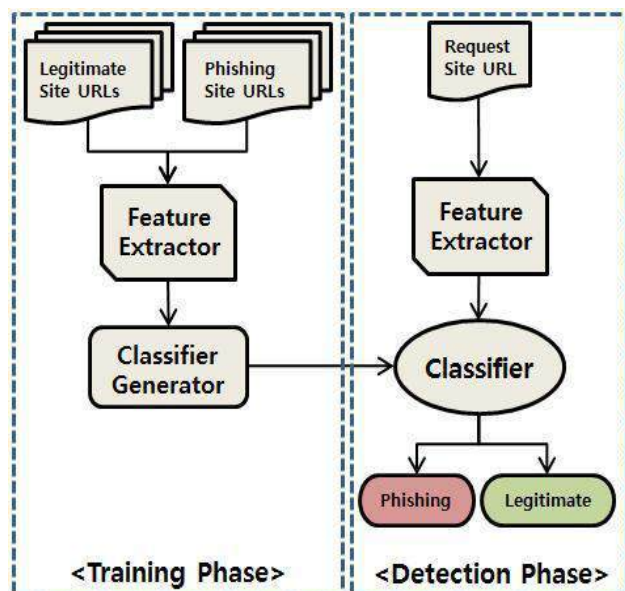 Legitimate
Site URLs
Phishing
Site URLs
Feature
Extractor
Classifier
Generator
<Training Phase>
Request
Site URL
Feature
Extractor
Classifier
Phishing
Legitimate
<Detection Phase>